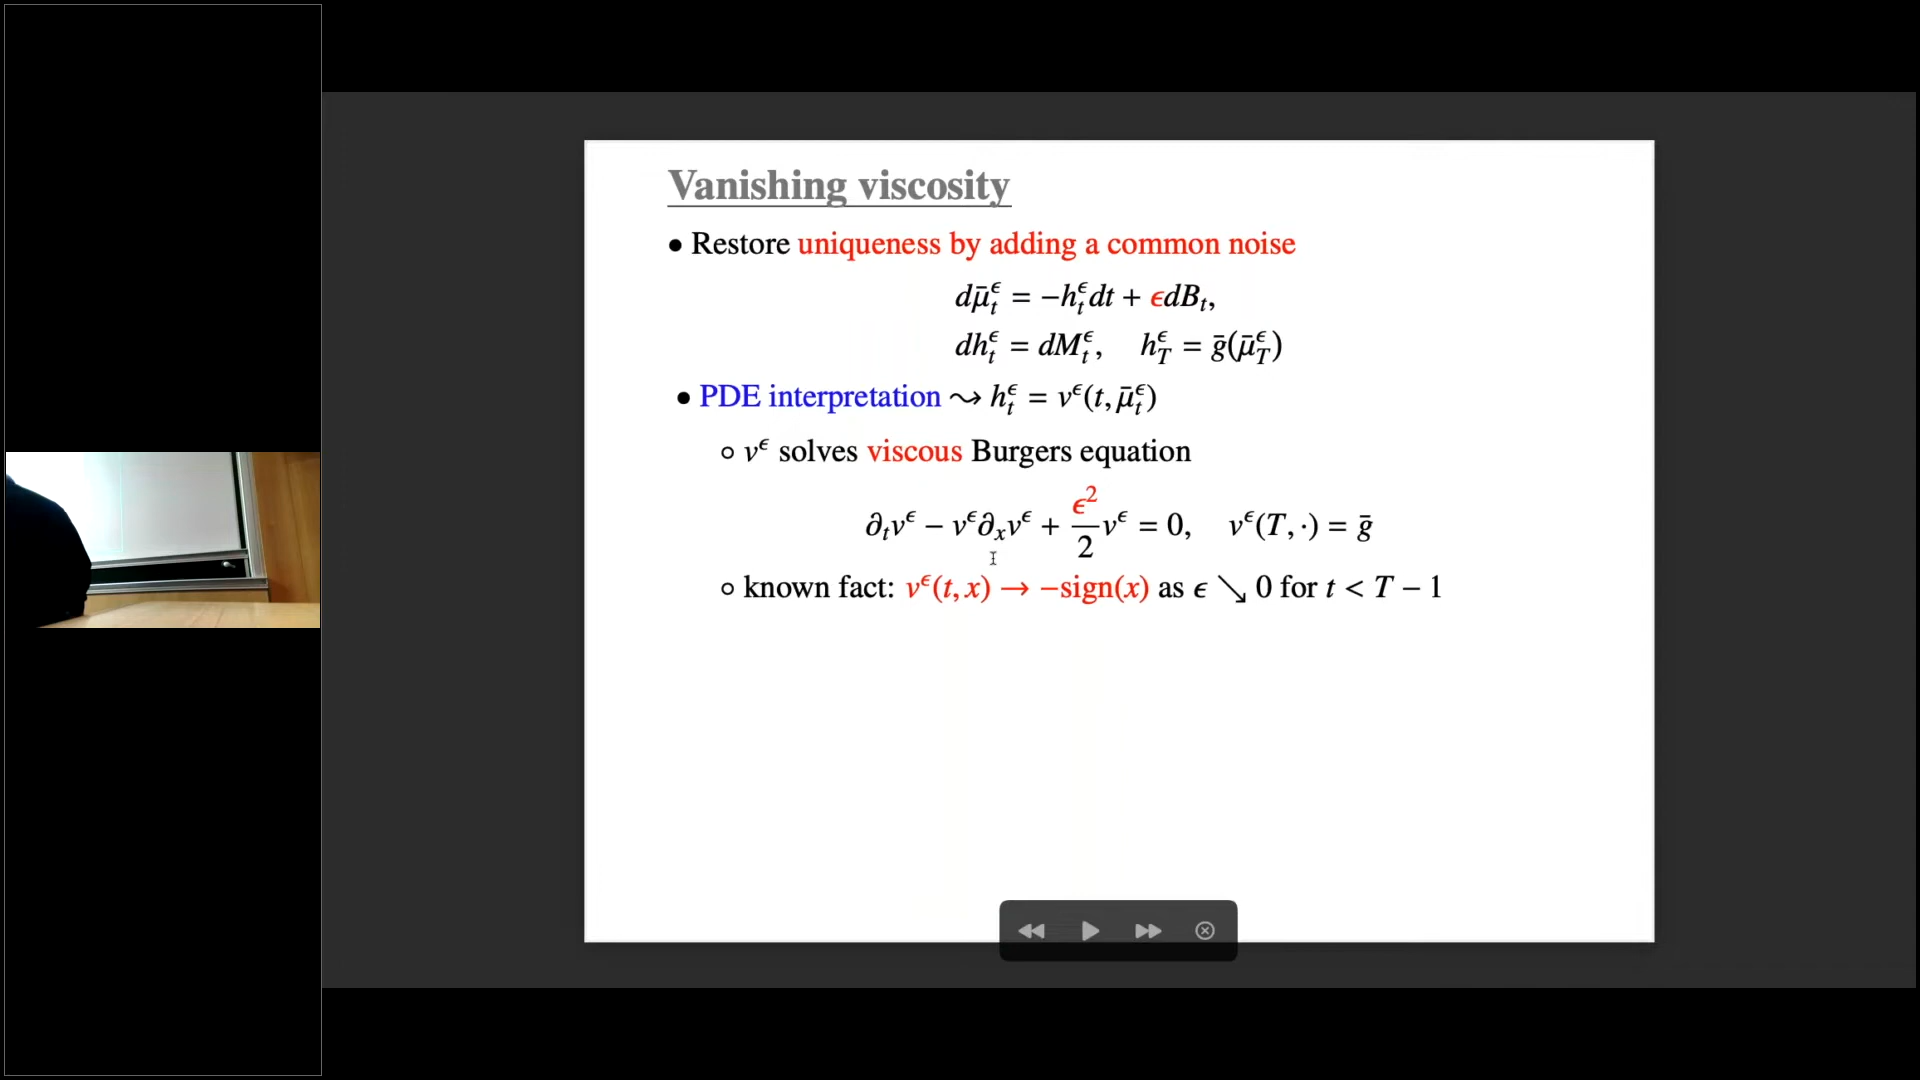 Vanishing viscosity
• Restore uniqueness by adding a common noise
dμ̄ₜᵋ = −hₜᵋdt + ϵdBₜ,
dhₜᵋ = dMₜᵋ, h_T^ϵ = ḡ(μ̄_T^ϵ)
• PDE interpretation ⤳ hₜᵋ = vᵋ(t, μ̄ₜᵋ)
○ vᵋ solves viscous Burgers equation
∂ₜvᵋ − vᵋ∂ₓvᵋ + ϵ²/2 vᵋ = 0, vᵋ(T, ·) = ḡ
○ known fact: vᵋ(t, x) → −sign(x) as ϵ ↘ 0 for t < T − 1